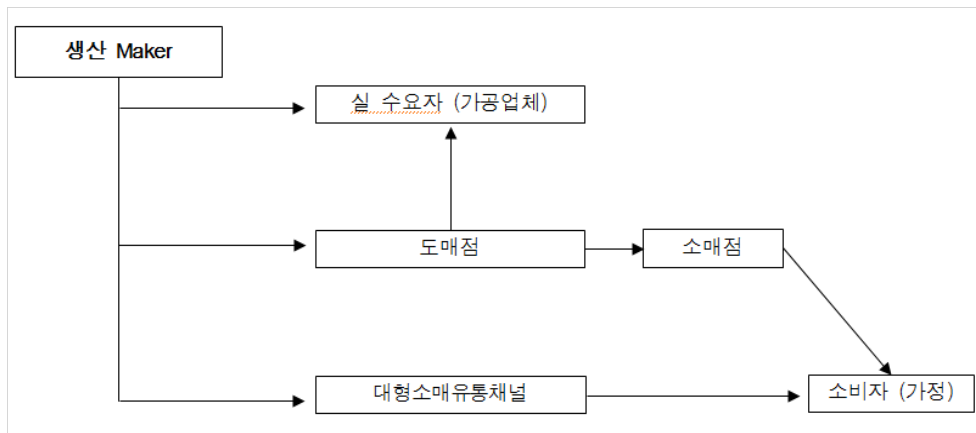 생산 Maker
실 수요자 (가공업체)
도매점
소매점
대형소매유통채널
소비자 (가정)